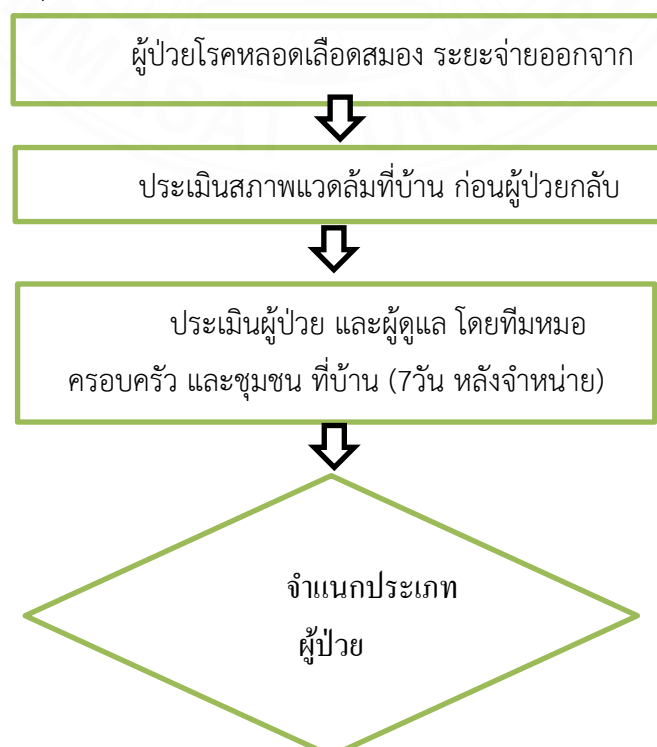 ผู้ป่วยโรคหลอดเลือดสมอง ระยะจ่ายออกจาก
ประเมินสภาพแวดล้มที่บ้าน ก่อนผู้ป่วยกลับ
ประเมินผู้ป่วย และผู้ดูแล โดยทีมหมอ
ครอบครัว และชุมชน ที่บ้าน (7วัน หลังจำหน่าย)
จำแนกประเภท
ผู้ป่วย